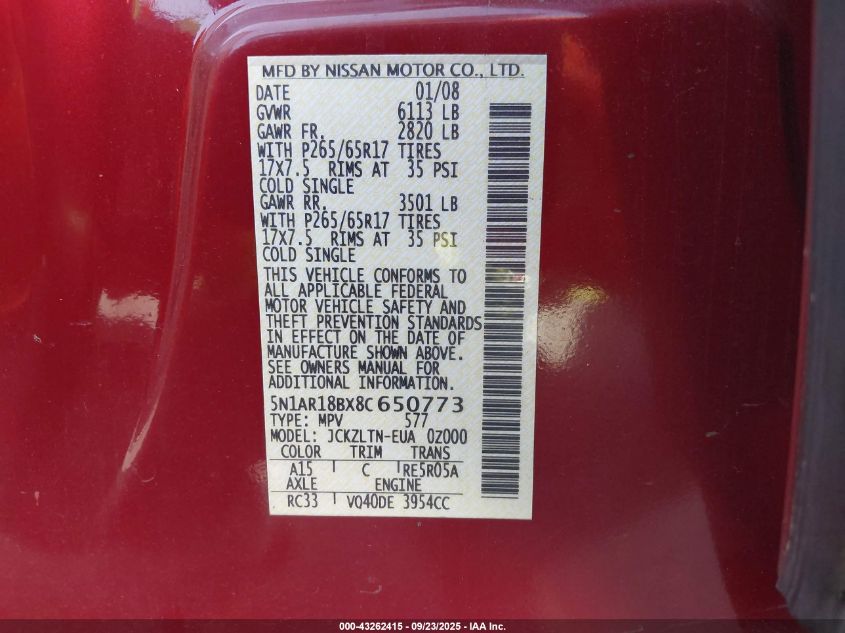 MFD BY NISSAN MOTOR CO., LTD.
DATE 01/08
GVWR 6113 LB
GAWR FR. 2820 LB
WITH P265/65R17 TIRES
17X7.5 RIMS AT 35 PSI
COLD SINGLE
GAWR RR. 3501 LB
WITH P265/65R17 TIRES
17X7.5 RIMS AT 35 PSI
COLD SINGLE
THIS VEHICLE CONFORMS TO
ALL APPLICABLE FEDERAL
MOTOR VEHICLE SAFETY AND
THEFT PREVENTION STANDARDS
IN EFFECT ON THE DATE OF
MANUFACTURE SHOWN ABOVE.
SEE OWNERS MANUAL FOR
ADDITIONAL INFORMATION.
5N1AR18BX8C650773
TYPE: MPV 577
MODEL: JCKZLTN-EUA 0Z000
COLOR TRIM TRANS
A15 C RE5R05A
AXLE ENGINE
RC33 VQ40DE 3954CC
000-43262415 - 09/23/2025 - IAA Inc.